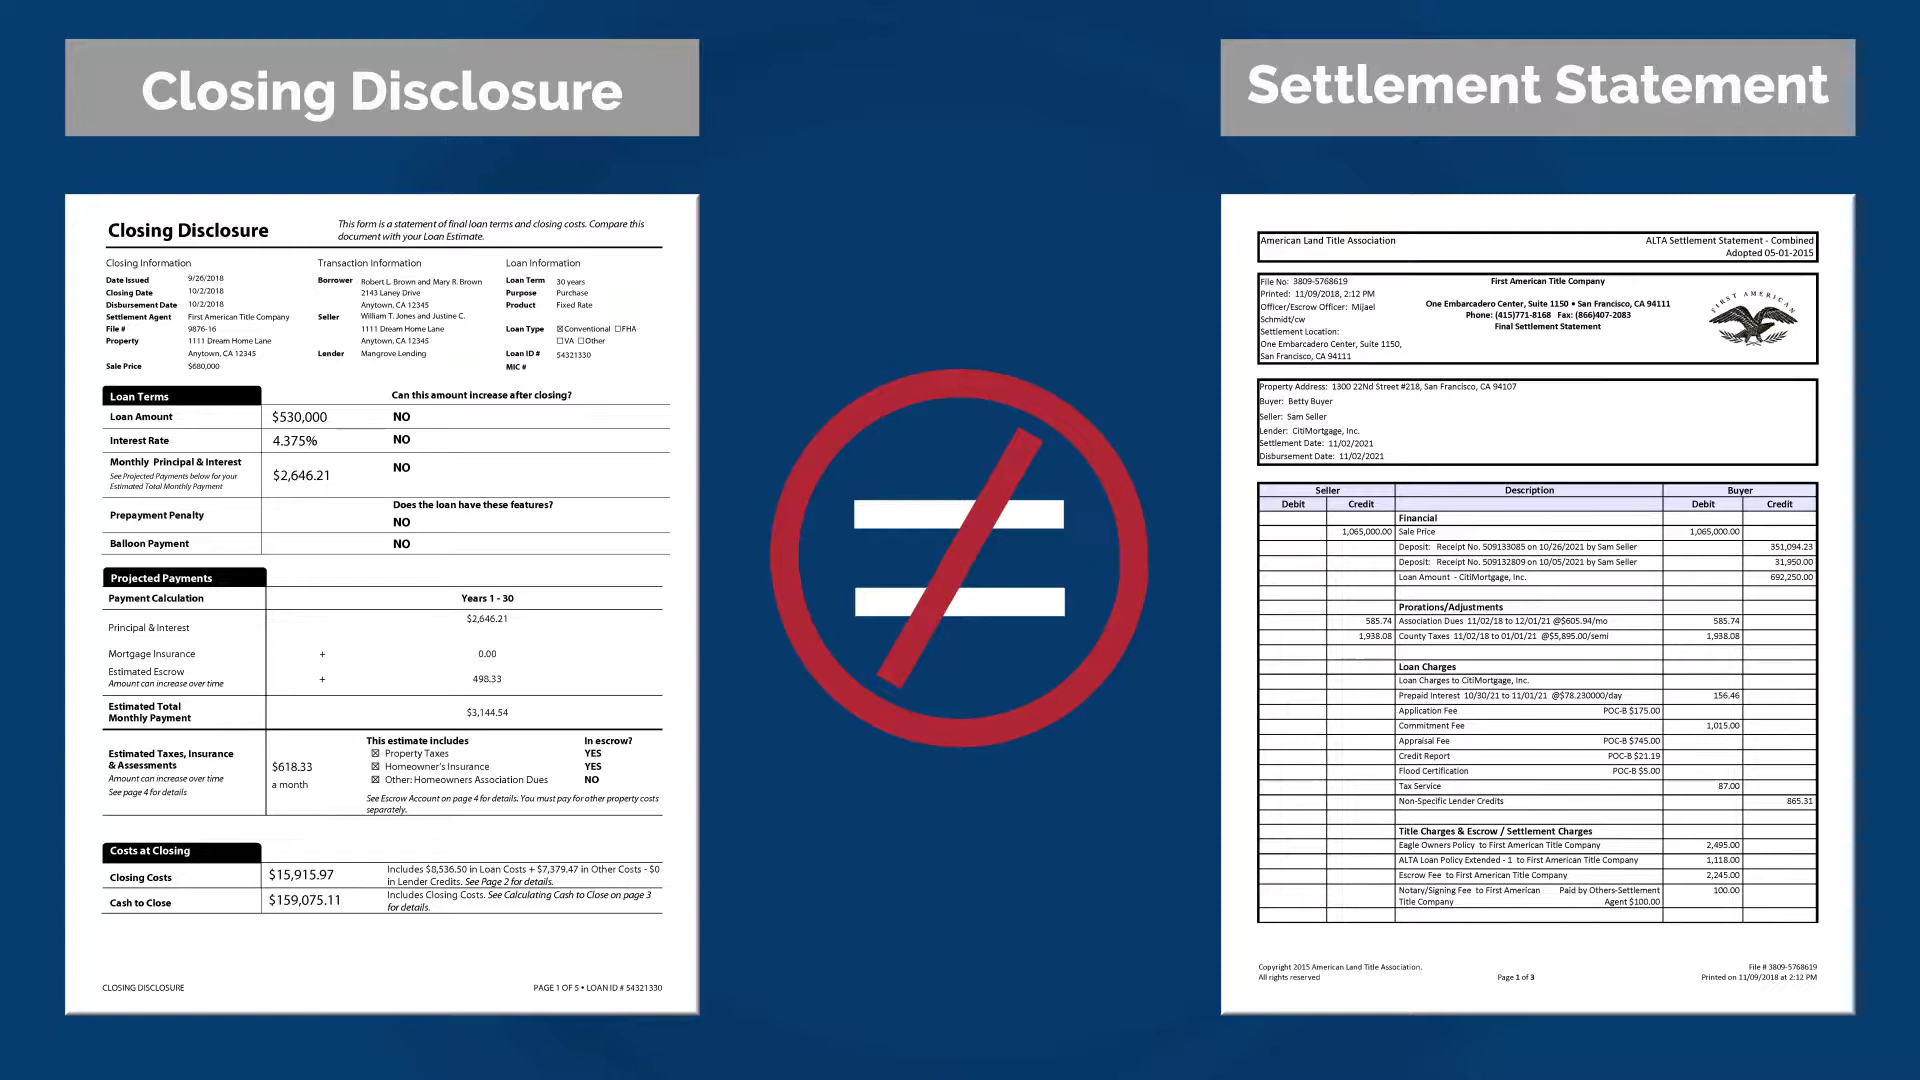 Closing Disclosure
Settlement Statement
Closing Disclosure
This form is a statement of final loan terms and closing costs. Compare this
document with your Loan Estimate.
Closing Information
Date Issued 9/26/2018
Closing Date 10/2/2018
Disbursement Date 10/2/2018
Settlement Agent First American Title Company
File # 9876-16
Property 1111 Dream Home Lane
Anytown, CA 12345
Sale Price $680,000
Transaction Information
Borrower Robert L. Brown and Mary R. Brown
2143 Laney Drive
Anytown, CA 12345
Seller William T. Jones and Justine C.
1111 Dream Home Lane
Anytown, CA 12345
Lender Mangrove Lending
Loan Information
Loan Term 30 years
Purpose Purchase
Product Fixed Rate
Loan Type ☒Conventional ☐FHA
☐VA ☐Other
Loan ID # 54321330
MIC #
Loan Terms Can this amount increase after closing?
Loan Amount $530,000 NO
Interest Rate 4.375% NO
Monthly Principal & Interest $2,646.21 NO
See Projected Payments below for your
Estimated Total Monthly Payment
Does the loan have these features?
Prepayment Penalty NO
Balloon Payment NO
Projected Payments
Payment Calculation Years 1 - 30
Principal & Interest $2,646.21
Mortgage Insurance + 0.00
Estimated Escrow + 498.33
Amount can increase over time
Estimated Total
Monthly Payment $3,144.54
Estimated Taxes, Insurance
& Assessments
Amount can increase over time
See page 4 for details
$618.33
a month
This estimate includes In escrow?
☒ Property Taxes YES
☒ Homeowner's Insurance YES
☒ Other: Homeowners Association Dues NO
See Escrow Account on page 4 for details. You must pay for other property costs
separately.
Costs at Closing
Closing Costs $15,915.97 Includes $8,536.50 in Loan Costs + $7,379.47 in Other Costs - $0
in Lender Credits. See Page 2 for details.
Cash to Close $159,075.11 Includes Closing Costs. See Calculating Cash to Close on page 3
for details.
CLOSING DISCLOSURE PAGE 1 OF 5 • LOAN ID # 54321330
American Land Title Association ALTA Settlement Statement - Combined
Adopted 05-01-2015
File No: 3809-5768619
Printed: 11/09/2018, 2:12 PM
Officer/Escrow Officer: Mijael
Schmidt/cw
Settlement Location:
One Embarcadero Center, Suite 1150,
San Francisco, CA 94111
First American Title Company
One Embarcadero Center, Suite 1150 • San Francisco, CA 94111
Phone: (415)771-8168 Fax: (866)407-2083
Final Settlement Statement
FIRST AMERICAN
Property Address: 1300 22Nd Street #218, San Francisco, CA 94107
Buyer: Betty Buyer
Seller: Sam Seller
Lender: CitiMortgage, Inc.
Settlement Date: 11/02/2021
Disbursement Date: 11/02/2021
Seller Description Buyer
Debit Credit Debit Credit
Financial
1,065,000.00 Sale Price 1,065,000.00
Deposit: Receipt No. 509133085 on 10/26/2021 by Sam Seller 351,094.23
Deposit: Receipt No. 509132809 on 10/05/2021 by Sam Seller 31,950.00
Loan Amount - CitiMortgage, Inc. 692,250.00
Prorations/Adjustments
585.74 Association Dues 11/02/18 to 12/01/21 @$605.94/mo 585.74
1,938.08 County Taxes 11/02/18 to 01/01/21 @$5,895.00/semi 1,938.08
Loan Charges
Loan Charges to CitiMortgage, Inc.
Prepaid Interest 10/30/21 to 11/01/21 @$78.230000/day 156.46
Application Fee POC-B $175.00
Commitment Fee 1,015.00
Appraisal Fee POC-B $745.00
Credit Report POC-B $21.19
Flood Certification POC-B $5.00
Tax Service 87.00
Non-Specific Lender Credits 865.31
Title Charges & Escrow / Settlement Charges
Eagle Owners Policy to First American Title Company 2,495.00
ALTA Loan Policy Extended - 1 to First American Title Company 1,118.00
Escrow Fee to First American Title Company 2,245.00
Notary/Signing Fee to First American Paid by Others-Settlement 100.00
Title Company Agent $100.00
Copyright 2015 American Land Title Association. File # 3809-5768619
All rights reserved Page 1 of 3 Printed on 11/09/2018 at 2:12 PM